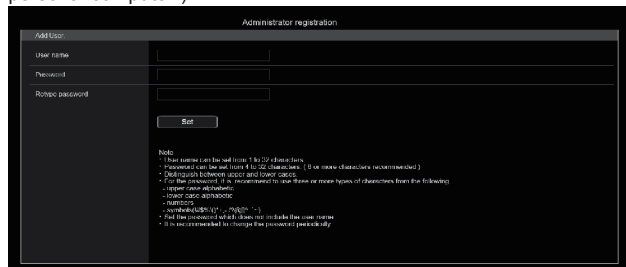 Administrator registration
Add User.
User name
Password
Retype password
Set
Note
・User name can be set from 1 to 32 characters
・Password can be set from 4 to 32 characters. ( 8 or more characters recommended )
・Distinguish between upper and lower cases.
・For the password, it is recommend to use three or more types of characters from the following
- upper case alphabetic
- lower case alphabetic
- numbers
- symbols
・Set the password which does not include the user name
・It is recommended to change the password periodically